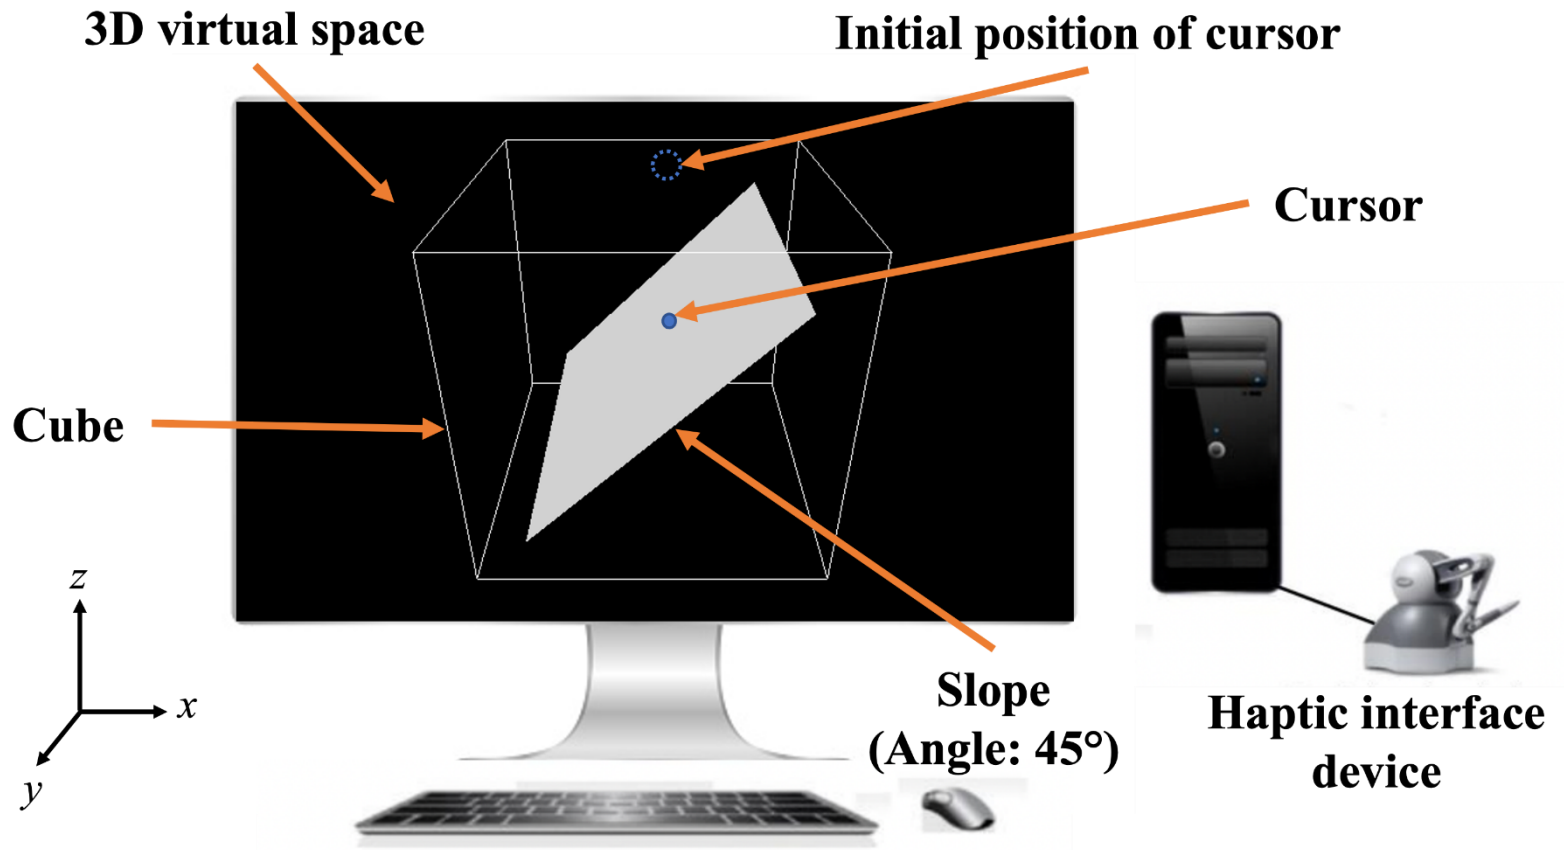 3D virtual space
Initial position of cursor
Cursor
Cube
z
x
y
Slope
(Angle: 45°)
Haptic interface
device